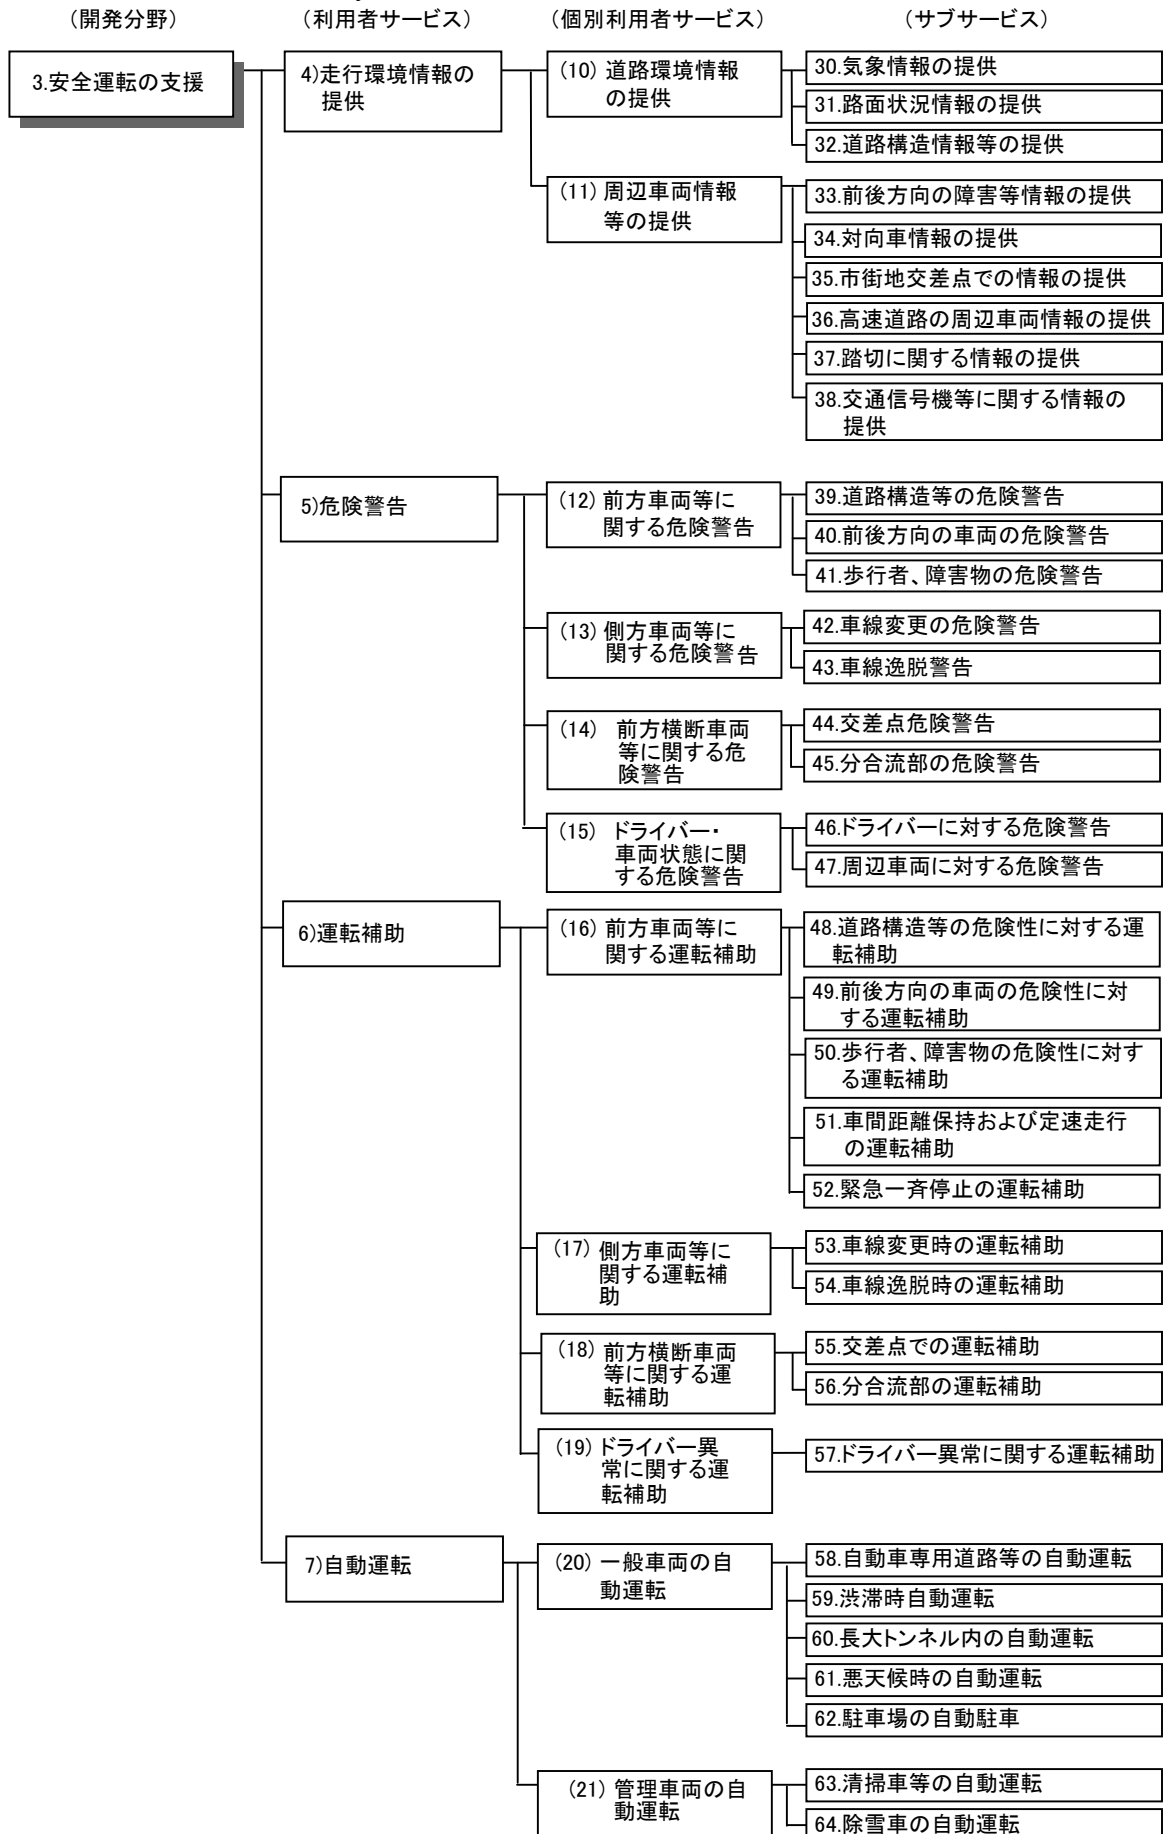 （開発分野）
（利用者サービス）
（個別利用者サービス）
（サブサービス）
3.安全運転の支援
4)走行環境情報の
提供
(10) 道路環境情報
の提供
30.気象情報の提供
31.路面状況情報の提供
32.道路構造情報等の提供
(11) 周辺車両情報
等の提供
33.前後方向の障害等情報の提供
34.対向車情報の提供
35.市街地交差点での情報の提供
36.高速道路の周辺車両情報の提供
37.踏切に関する情報の提供
38.交通信号機等に関する情報の
提供
5)危険警告
(12) 前方車両等に
関する危険警告
39.道路構造等の危険警告
40.前後方向の車両の危険警告
41.歩行者、障害物の危険警告
(13) 側方車両等に
関する危険警告
42.車線変更の危険警告
43.車線逸脱警告
(14) 前方横断車両
等に関する危
険警告
44.交差点危険警告
45.分合流部の危険警告
(15) ドライバー・
車両状態に関
する危険警告
46.ドライバーに対する危険警告
47.周辺車両に対する危険警告
6)運転補助
(16) 前方車両等に
関する運転補助
48.道路構造等の危険性に対する運
転補助
49.前後方向の車両の危険性に対
する運転補助
50.歩行者、障害物の危険性に対す
る運転補助
51.車間距離保持および定速走行
の運転補助
52.緊急一斉停止の運転補助
(17) 側方車両等に
関する運転補
助
53.車線変更時の運転補助
54.車線逸脱時の運転補助
(18) 前方横断車両
等に関する運
転補助
55.交差点での運転補助
56.分合流部の運転補助
(19) ドライバー異
常に関する運
転補助
57.ドライバー異常に関する運転補助
7)自動運転
(20) 一般車両の自
動運転
58.自動車専用道路等の自動運転
59.渋滞時自動運転
60.長大トンネル内の自動運転
61.悪天候時の自動運転
62.駐車場の自動駐車
(21) 管理車両の自
動運転
63.清掃車等の自動運転
64.除雪車の自動運転